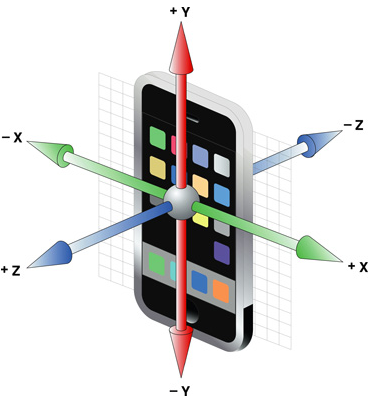 + Y
– X
– Z
+ Z
+ X
– Y